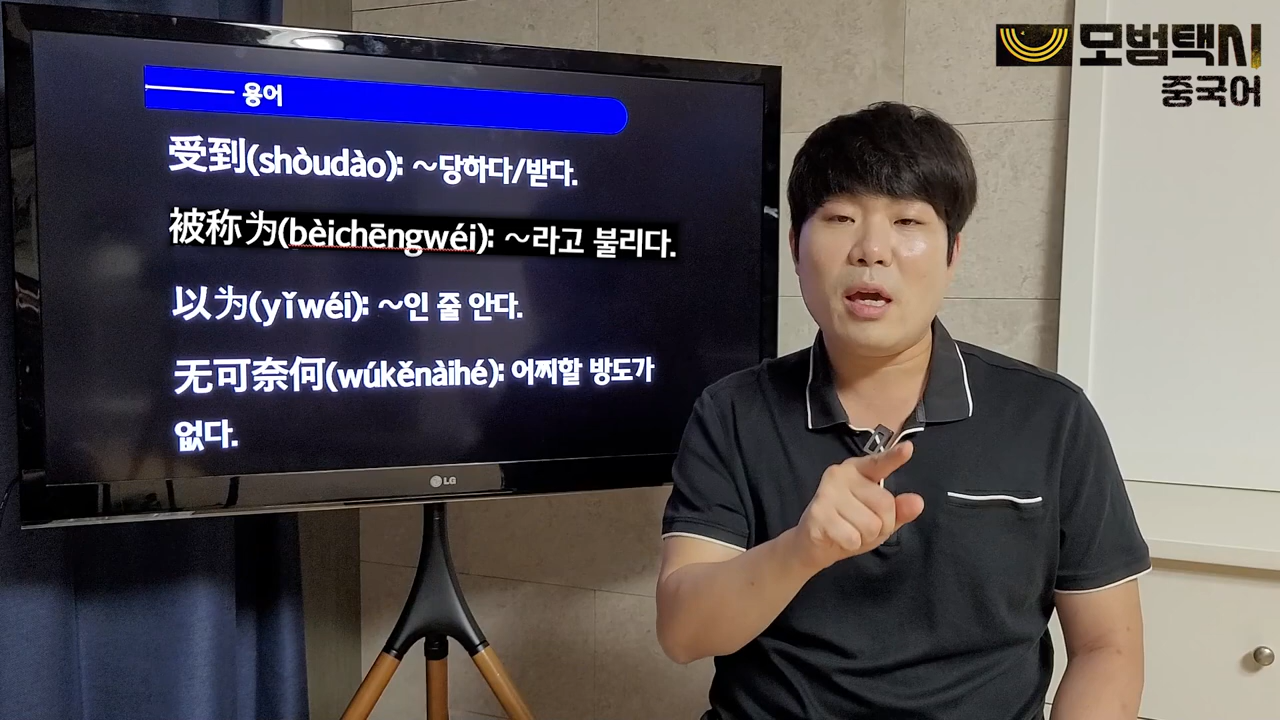 모범택시
중국어
용어
受到(shòudào): ～당하다/받다.
被称为(bèichēngwéi): ～라고 불리다.
以为(yǐwéi): ～인 줄 안다.
无可奈何(wúkěnàihé): 어찌할 방도가
없다.
LG